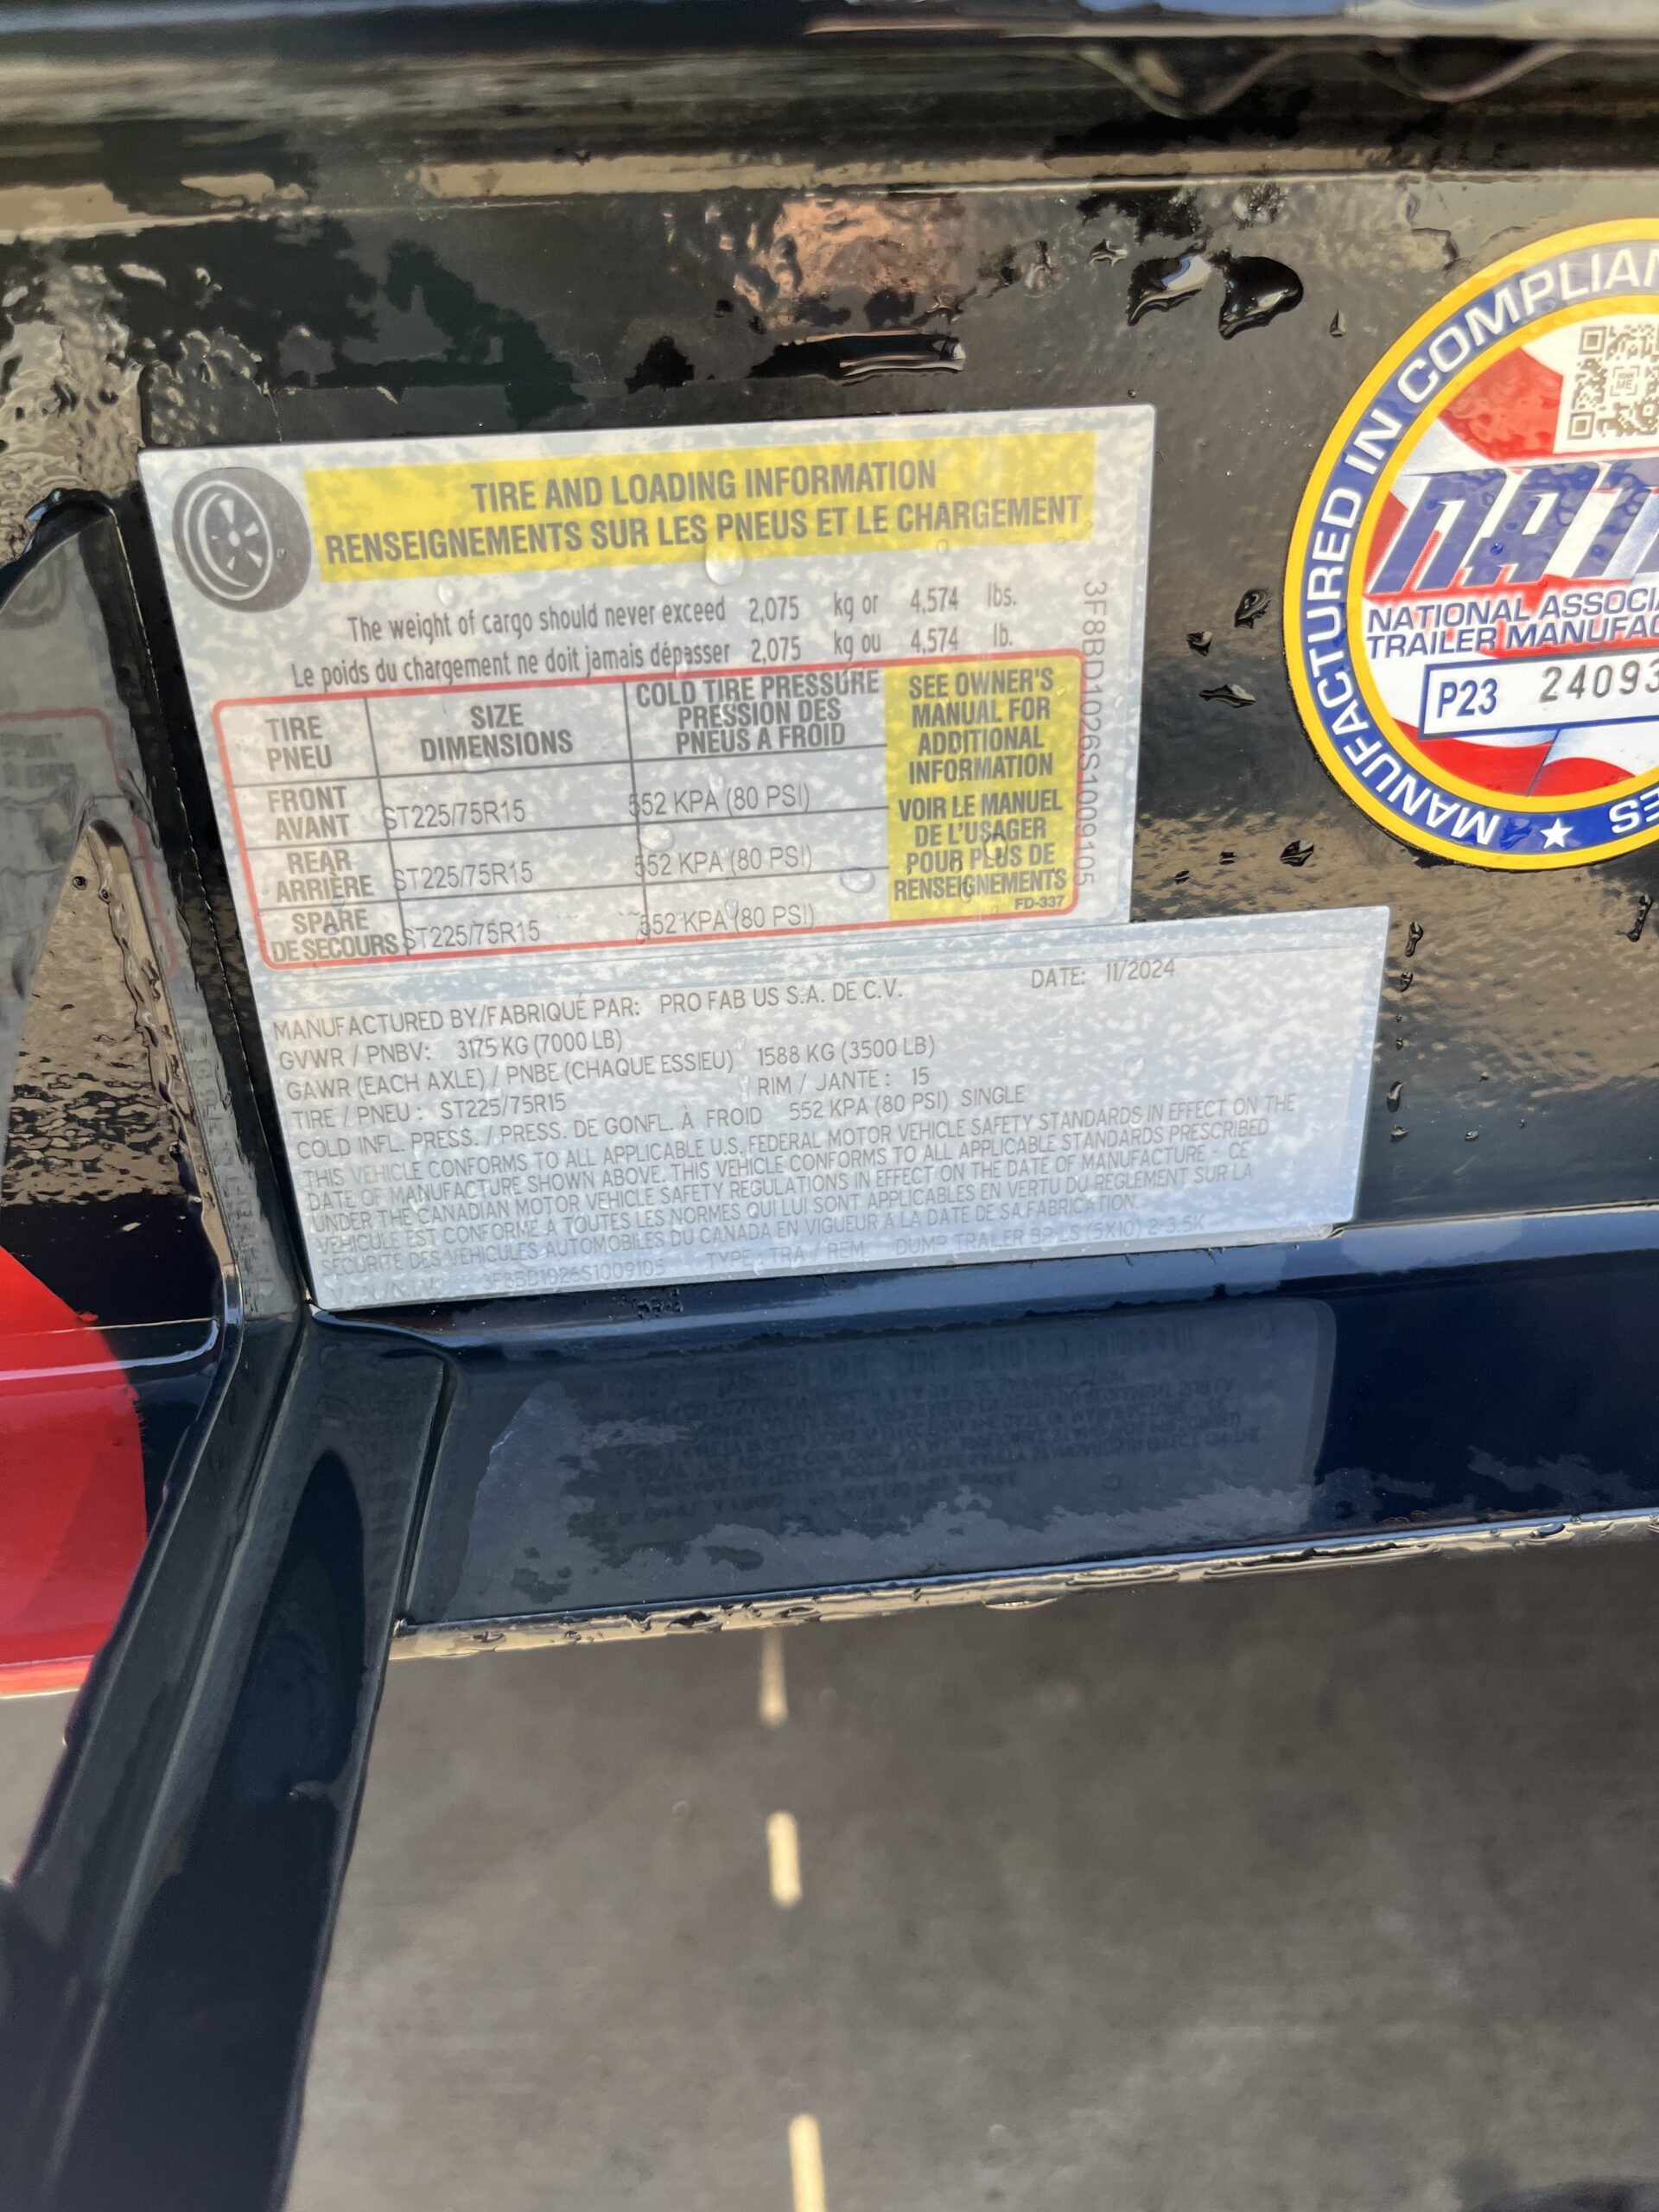 TIRE AND LOADING INFORMATION
RENSEIGNEMENTS SUR LES PNEUS ET LE CHARGEMENT
The weight of cargo should never exceed 2,075 kg or 4,574 lbs.
Le poids du chargement ne doit jamais dépasser 2,075 kg ou 4,574 lb.
TIRE
PNEU
SIZE
DIMENSIONS
COLD TIRE PRESSURE
PRESSION DES
PNEUS A FROID
FRONT
AVANT
ST225/75R15
552 KPA (80 PSI)
REAR
ARRIÈRE
ST225/75R15
552 KPA (80 PSI)
SPARE
DE SECOURS
ST225/75R15
552 KPA (80 PSI)
SEE OWNER'S
MANUAL FOR
ADDITIONAL
INFORMATION
VOIR LE MANUEL
DE L'USAGER
POUR PLUS DE
RENSEIGNEMENTS
FD-337
3F8BD1026S1009105
MANUFACTURED BY/FABRIQUÉ PAR: PRO FAB US S.A. DE C.V. DATE: 11/2024
GVWR / PNBV: 3175 KG (7000 LB)
GAWR (EACH AXLE) / PNBE (CHAQUE ESSIEU) 1588 KG (3500 LB)
TIRE / PNEU: ST225/75R15 RIM / JANTE: 15
COLD INFL. PRESS. / PRESS. DE GONFL. À FROID 552 KPA (80 PSI) SINGLE
THIS VEHICLE CONFORMS TO ALL APPLICABLE U.S. FEDERAL MOTOR VEHICLE SAFETY STANDARDS IN EFFECT ON THE
DATE OF MANUFACTURE SHOWN ABOVE. THIS VEHICLE CONFORMS TO ALL APPLICABLE STANDARDS PRESCRIBED
UNDER THE CANADIAN MOTOR VEHICLE SAFETY REGULATIONS IN EFFECT ON THE DATE OF MANUFACTURE - CE
VÉHICULE EST CONFORME À TOUTES LES NORMES QUI LUI SONT APPLICABLES EN VERTU DU RÈGLEMENT SUR LA
SÉCURITÉ DES VÉHICULES AUTOMOBILES DU CANADA EN VIGUEUR À LA DATE DE SA FABRICATION.
3F8BD1026S1009105 TYPE: TRA / REM DUMP TRAILER BP-LS (5X10) 2-3.5K
MANUFACTURED IN
NATIONAL
TRAILER
P23 24093